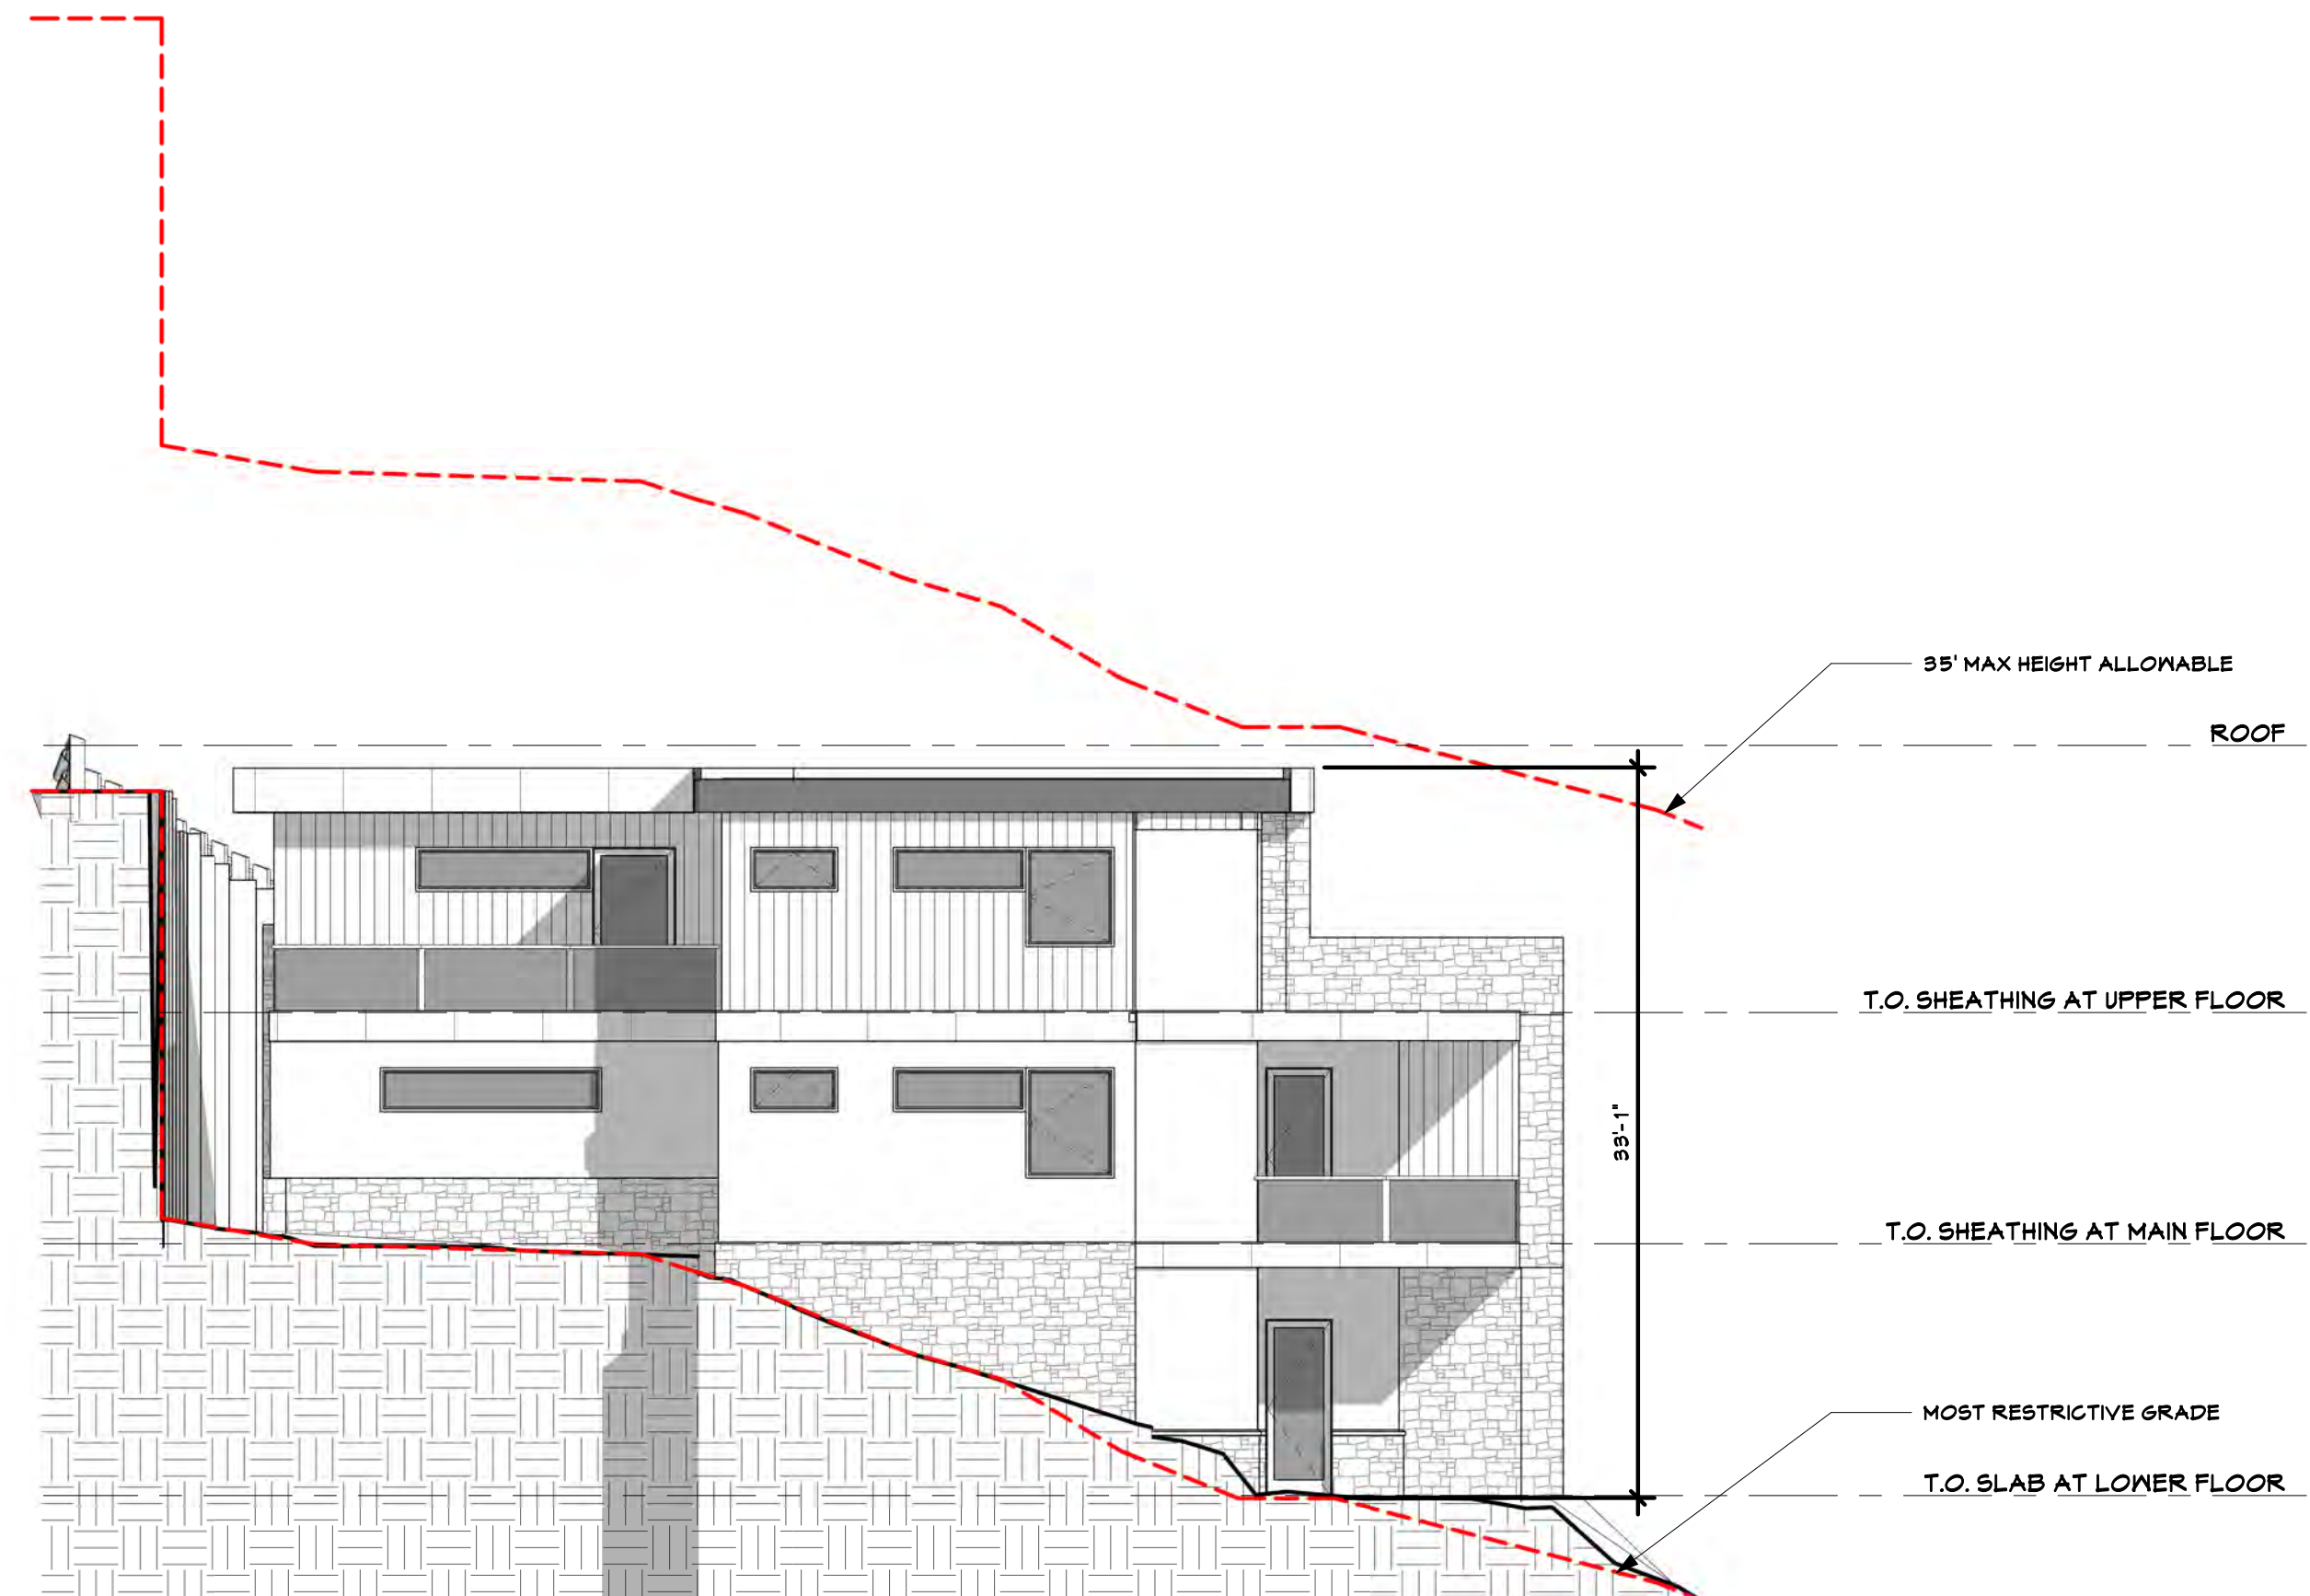 35' MAX HEIGHT ALLOWABLE
ROOF
T.O. SHEATHING AT UPPER FLOOR
33'-1"
T.O. SHEATHING AT MAIN FLOOR
MOST RESTRICTIVE GRADE
T.O. SLAB AT LOWER FLOOR